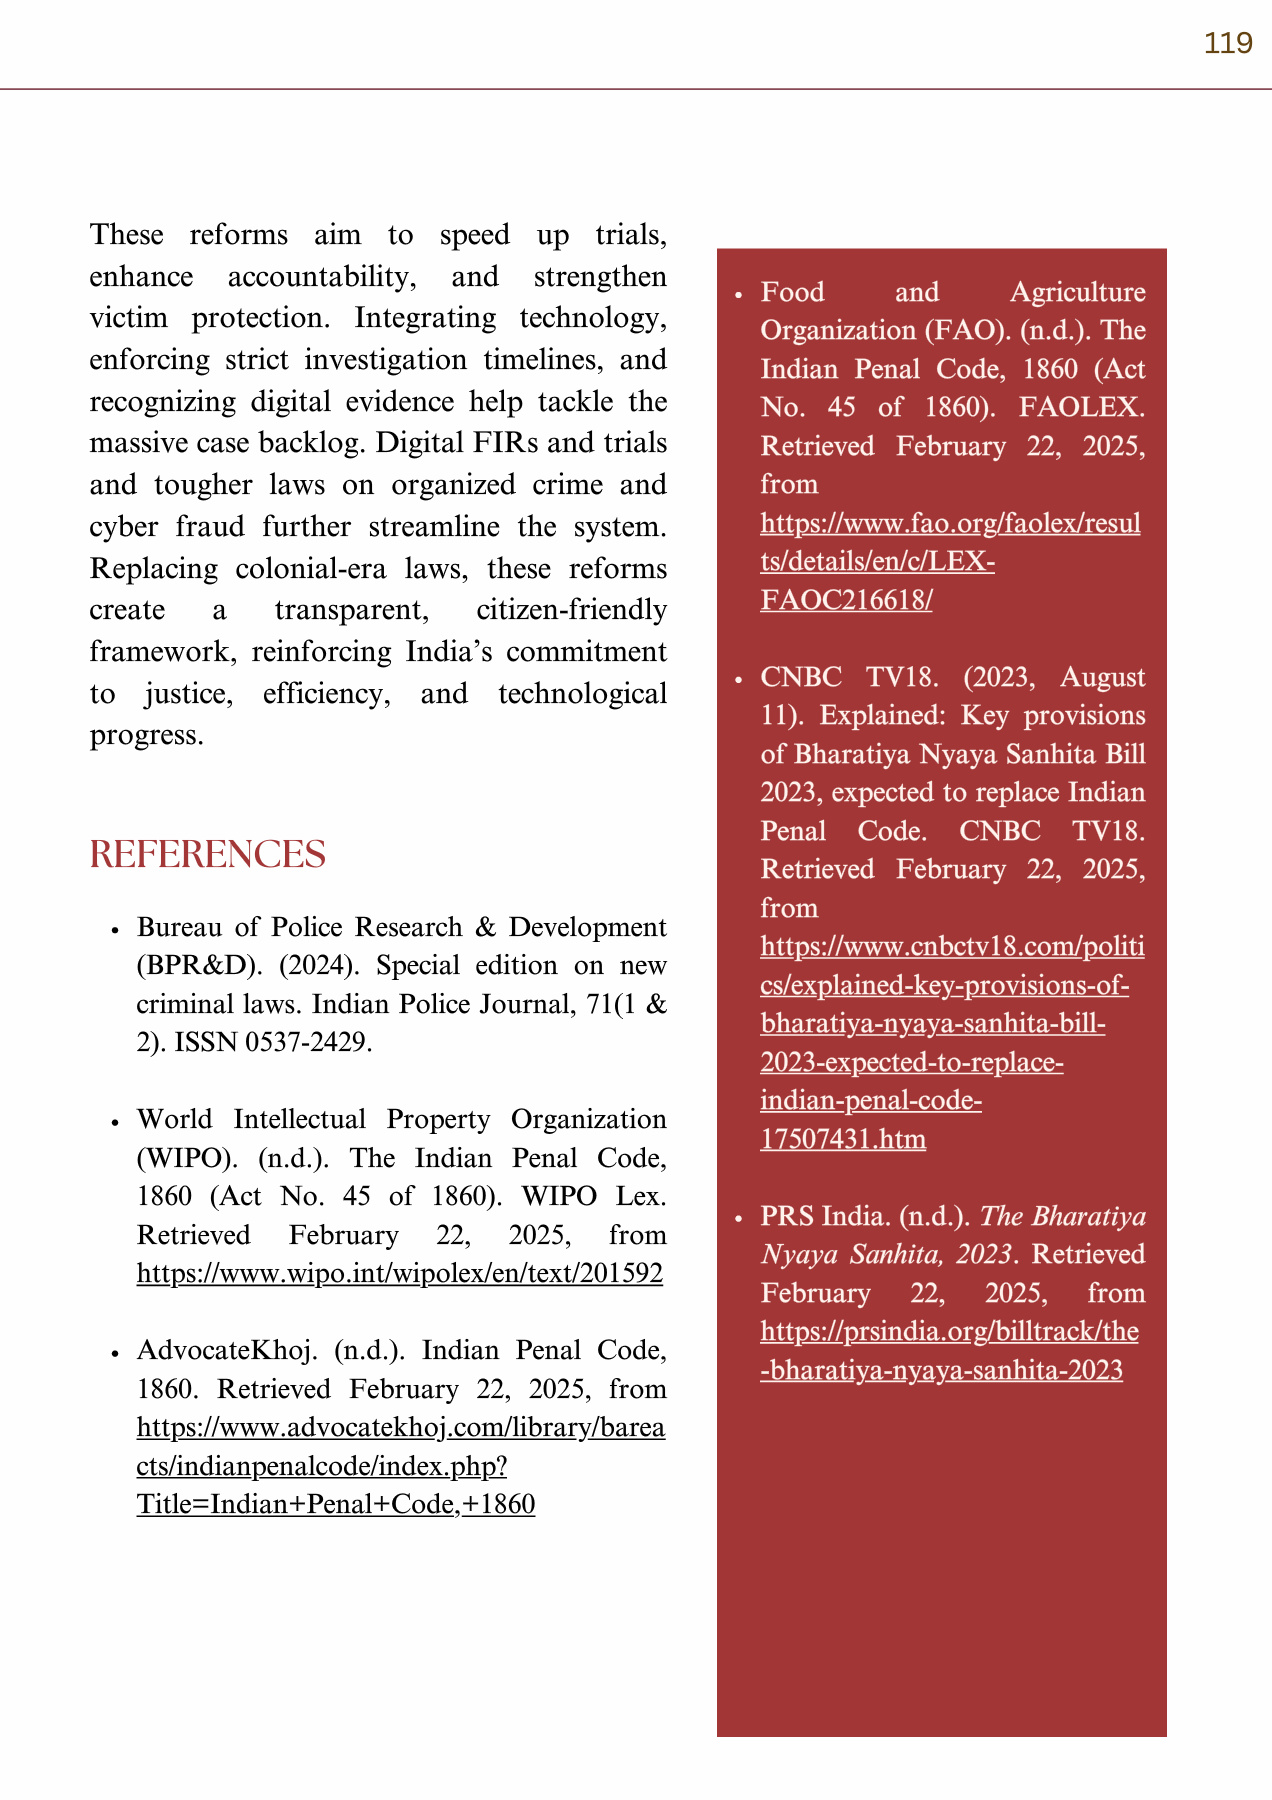 119
These reforms aim to speed up trials,
enhance accountability, and strengthen
victim protection. Integrating technology,
enforcing strict investigation timelines, and
recognizing digital evidence help tackle the
massive case backlog. Digital FIRs and trials
and tougher laws on organized crime and
cyber fraud further streamline the system.
Replacing colonial-era laws, these reforms
create a transparent, citizen-friendly
framework, reinforcing India’s commitment
to justice, efficiency, and technological
progress.
REFERENCES
• Bureau of Police Research & Development
(BPR&D). (2024). Special edition on new
criminal laws. Indian Police Journal, 71(1 &
2). ISSN 0537-2429.
• World Intellectual Property Organization
(WIPO). (n.d.). The Indian Penal Code,
1860 (Act No. 45 of 1860). WIPO Lex.
Retrieved February 22, 2025, from
https://www.wipo.int/wipolex/en/text/201592
• AdvocateKhoj. (n.d.). Indian Penal Code,
1860. Retrieved February 22, 2025, from
https://www.advocatekhoj.com/library/barea
cts/indianpenalcode/index.php?
Title=Indian+Penal+Code,+1860
• Food and Agriculture
Organization (FAO). (n.d.). The
Indian Penal Code, 1860 (Act
No. 45 of 1860). FAOLEX.
Retrieved February 22, 2025,
from
https://www.fao.org/faolex/resul
ts/details/en/c/LEX-
FAOC216618/
• CNBC TV18. (2023, August
11). Explained: Key provisions
of Bharatiya Nyaya Sanhita Bill
2023, expected to replace Indian
Penal Code. CNBC TV18.
Retrieved February 22, 2025,
from
https://www.cnbctv18.com/politi
cs/explained-key-provisions-of-
bharatiya-nyaya-sanhita-bill-
2023-expected-to-replace-
indian-penal-code-
17507431.htm
• PRS India. (n.d.). The Bharatiya
Nyaya Sanhita, 2023. Retrieved
February 22, 2025, from
https://prsindia.org/billtrack/the
-bharatiya-nyaya-sanhita-2023